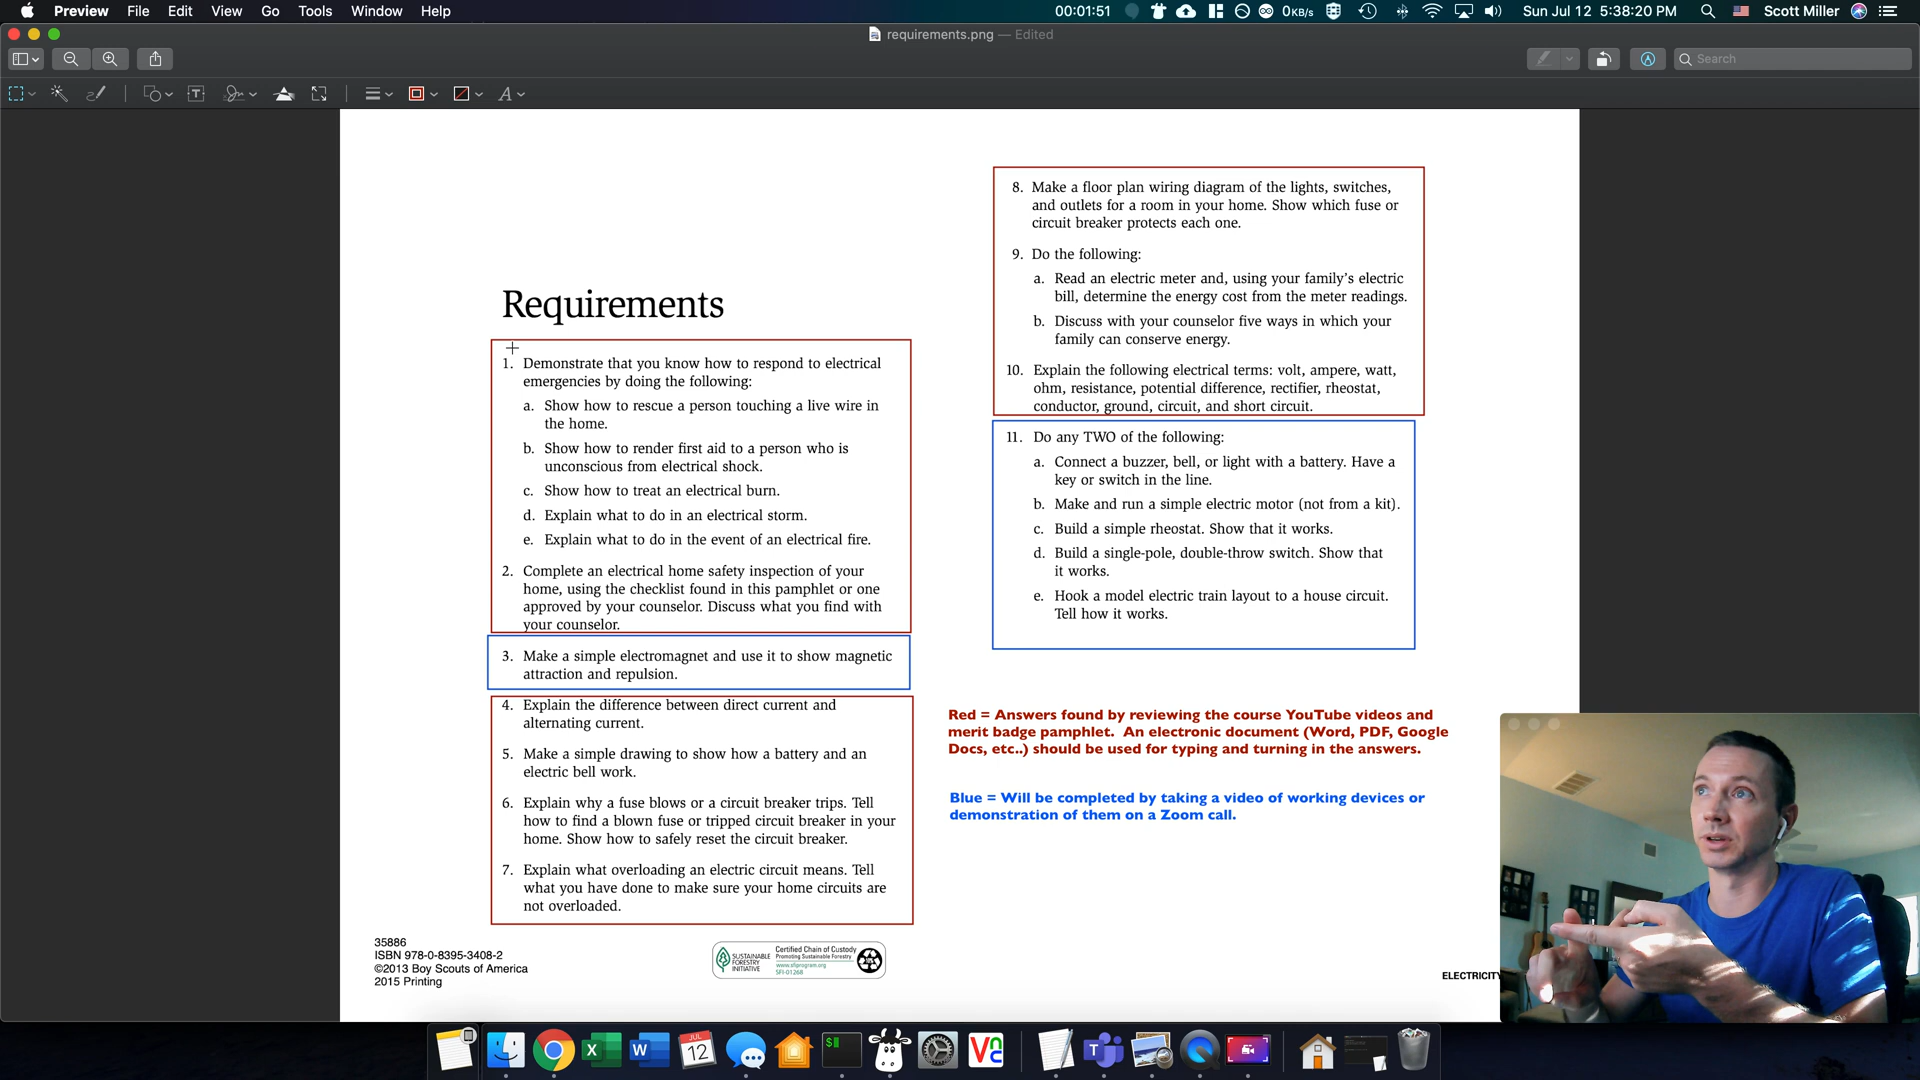 Preview File Edit View Go Tools Window Help
00:01:51
0KB/s
Sun Jul 12 5:38:20 PM
Scott Miller
requirements.png — Edited
Search
Requirements
1. Demonstrate that you know how to respond to electrical
emergencies by doing the following:
a. Show how to rescue a person touching a live wire in
the home.
b. Show how to render first aid to a person who is
unconscious from electrical shock.
c. Show how to treat an electrical burn.
d. Explain what to do in an electrical storm.
e. Explain what to do in the event of an electrical fire.
2. Complete an electrical home safety inspection of your
home, using the checklist found in this pamphlet or one
approved by your counselor. Discuss what you find with
your counselor.
3. Make a simple electromagnet and use it to show magnetic
attraction and repulsion.
4. Explain the difference between direct current and
alternating current.
5. Make a simple drawing to show how a battery and an
electric bell work.
6. Explain why a fuse blows or a circuit breaker trips. Tell
how to find a blown fuse or tripped circuit breaker in your
home. Show how to safely reset the circuit breaker.
7. Explain what overloading an electric circuit means. Tell
what you have done to make sure your home circuits are
not overloaded.
8. Make a floor plan wiring diagram of the lights, switches,
and outlets for a room in your home. Show which fuse or
circuit breaker protects each one.
9. Do the following:
a. Read an electric meter and, using your family's electric
bill, determine the energy cost from the meter readings.
b. Discuss with your counselor five ways in which your
family can conserve energy.
10. Explain the following electrical terms: volt, ampere, watt,
ohm, resistance, potential difference, rectifier, rheostat,
conductor, ground, circuit, and short circuit.
11. Do any TWO of the following:
a. Connect a buzzer, bell, or light with a battery. Have a
key or switch in the line.
b. Make and run a simple electric motor (not from a kit).
c. Build a simple rheostat. Show that it works.
d. Build a single-pole, double-throw switch. Show that
it works.
e. Hook a model electric train layout to a house circuit.
Tell how it works.
Red = Answers found by reviewing the course YouTube videos and
merit badge pamphlet. An electronic document (Word, PDF, Google
Docs, etc..) should be used for typing and turning in the answers.
Blue = Will be completed by taking a video of working devices or
demonstration of them on a Zoom call.
35886
ISBN 978-0-8395-3408-2
©2013 Boy Scouts of America
2015 Printing
SUSTAINABLE
FORESTRY
INITIATIVE
Certified Chain of Custody
Promoting Sustainable Forestry
www.sfiprogram.org
SFI-01268
ELECTRICITY
JUL
12